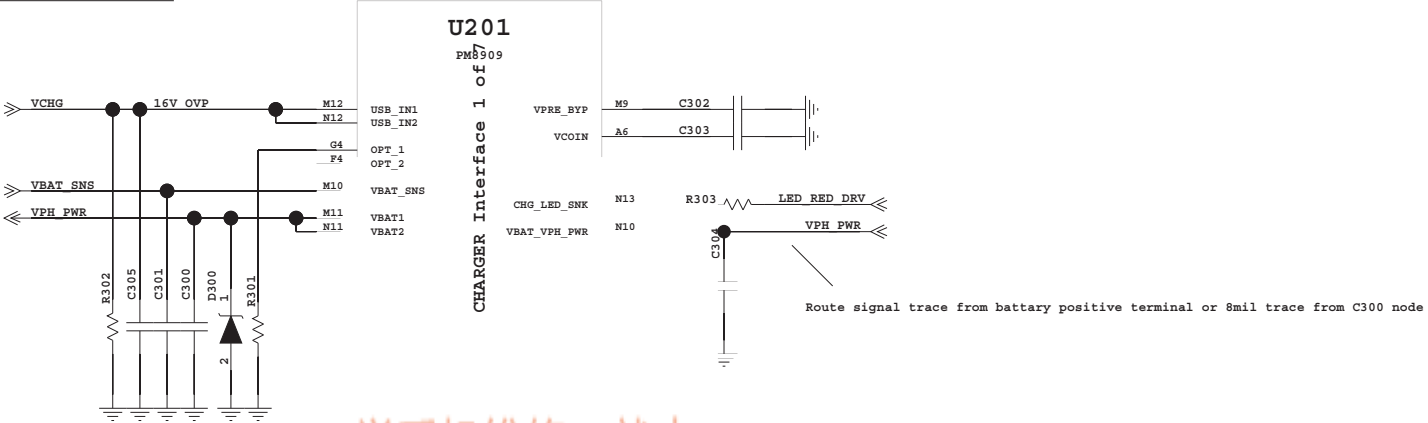 U201
PM8909
CHARGER Interface 1 of 7
VCHG
16V OVP
M12
USB_IN1
N12
USB_IN2
G4
OPT_1
F4
OPT_2
VBAT_SNS
M10
VBAT_SNS
VPH_PWR
M11
VBAT1
N11
VBAT2
VPRE_BYP
M9
C302
VCOIN
A6
C303
CHG_LED_SNK
N13
R303
LED_RED_DRV
VBAT_VPH_PWR
N10
VPH_PWR
C304
R302
C305
C301
C300
D300
1
2
R301
Route signal trace from battary positive terminal or 8mil trace from C300 node